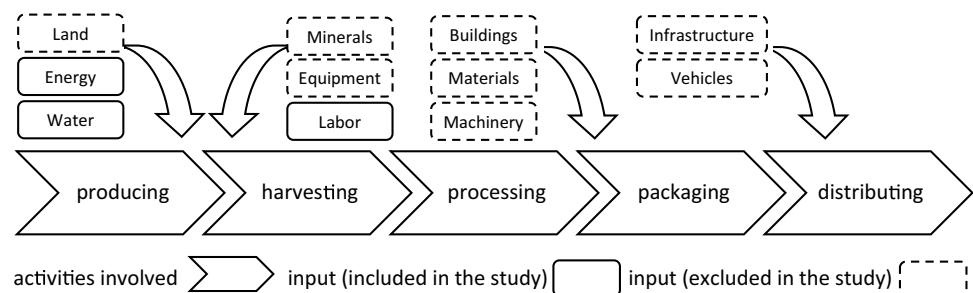 Land
Energy
Water
Minerals
Equipment
Labor
Buildings
Materials
Machinery
Infrastructure
Vehicles
producing
harvesting
processing
packaging
distributing
activities involved
input (included in the study)
input (excluded in the study)